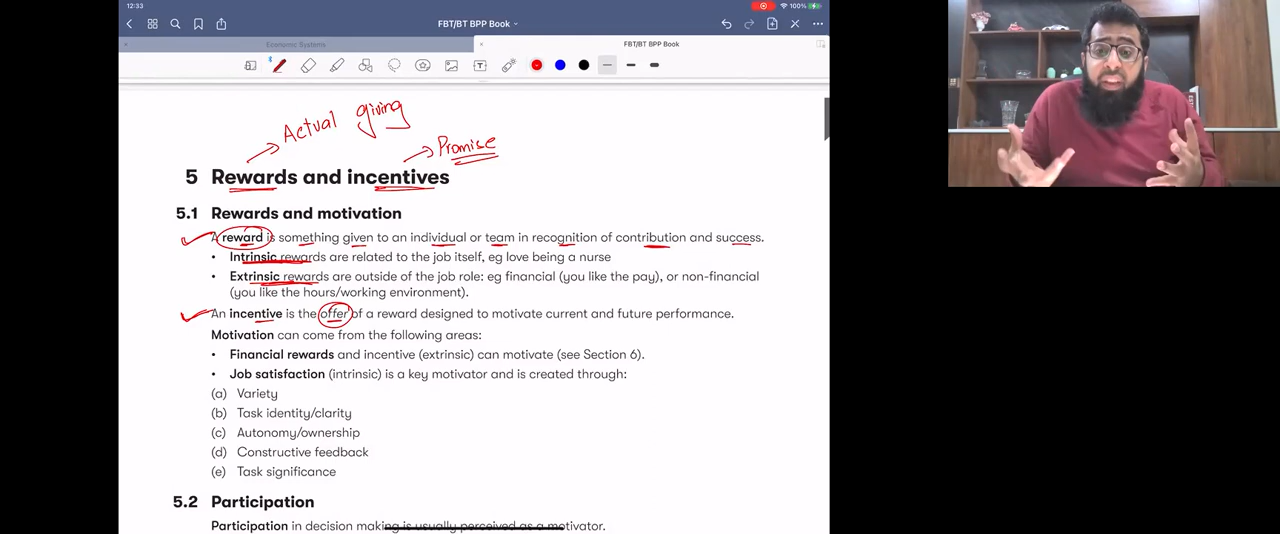 12:33
100%
FBT/BT BPP Book
Economic Systems
FBT/BT BPP Book
Actual giving
Promise
5 Rewards and incentives
5.1 Rewards and motivation
A reward is something given to an individual or team in recognition of contribution and success.
• Intrinsic rewards are related to the job itself, eg love being a nurse
• Extrinsic rewards are outside of the job role: eg financial (you like the pay), or non-financial
(you like the hours/working environment).
An incentive is the offer of a reward designed to motivate current and future performance.
Motivation can come from the following areas:
• Financial rewards and incentive (extrinsic) can motivate (see Section 6).
• Job satisfaction (intrinsic) is a key motivator and is created through:
(a) Variety
(b) Task identity/clarity
(c) Autonomy/ownership
(d) Constructive feedback
(e) Task significance
5.2 Participation
Participation in decision making is usually perceived as a motivator.